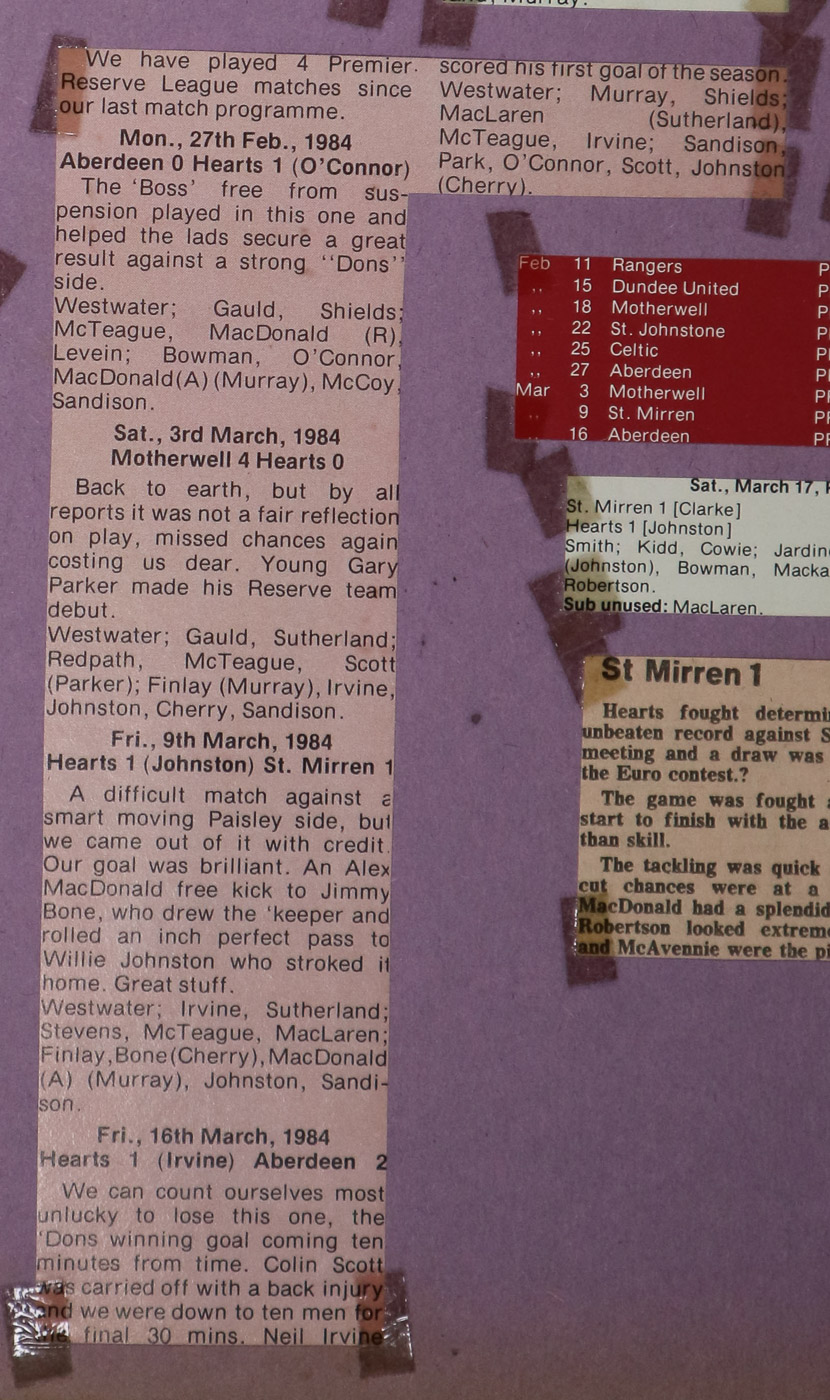 We have played 4 Premier
Reserve League matches since
our last match programme.
Mon., 27th Feb., 1984
Aberdeen 0 Hearts 1 (O'Connor)
The 'Boss' free from sus-
pension played in this one and
helped the lads secure a great
result against a strong "Dons"
side.
Westwater; Gauld, Shields;
McTeague, MacDonald (R),
Levein; Bowman, O'Connor,
MacDonald (A) (Murray), McCoy,
Sandison.
Sat., 3rd March, 1984
Motherwell 4 Hearts 0
Back to earth, but by all
reports it was not a fair reflection
on play, missed chances again
costing us dear. Young Gary
Parker made his Reserve team
debut.
Westwater; Gauld, Sutherland;
Redpath, McTeague, Scott
(Parker); Finlay (Murray), Irvine,
Johnston, Cherry, Sandison.
Fri., 9th March, 1984
Hearts 1 (Johnston) St. Mirren 1
A difficult match against a
smart moving Paisley side, but
we came out of it with credit.
Our goal was brilliant. An Alex
MacDonald free kick to Jimmy
Bone, who drew the 'keeper and
rolled an inch perfect pass to
Willie Johnston who stroked it
home. Great stuff.
Westwater; Irvine, Sutherland;
Stevens, McTeague, MacLaren;
Finlay, Bone (Cherry), MacDonald
(A) (Murray), Johnston, Sandi-
son.
Fri., 16th March, 1984
Hearts 1 (Irvine) Aberdeen 2
We can count ourselves most
unlucky to lose this one, the
'Dons winning goal coming ten
minutes from time. Colin Scott
was carried off with a back injury
and we were down to ten men for
the final 30 mins. Neil Irvine
scored his first goal of the season.
Westwater; Murray, Shields;
MacLaren (Sutherland),
McTeague, Irvine; Sandison,
Park, O'Connor, Scott, Johnston
(Cherry).
Feb 11 Rangers P
,, 15 Dundee United P
,, 18 Motherwell P
,, 22 St. Johnstone P
,, 25 Celtic P
,, 27 Aberdeen P
Mar 3 Motherwell P
,, 9 St. Mirren P
,, 16 Aberdeen P
Sat., March 17,
St. Mirren 1 [Clarke]
Hearts 1 [Johnston]
Smith; Kidd, Cowie; Jardin
(Johnston), Bowman, Macka
Robertson.
Sub unused: MacLaren.
St Mirren 1
Hearts fought determi
unbeaten record against S
meeting and a draw was
the Euro contest.?
The game was fought
start to finish with the a
than skill.
The tackling was quick
cut chances were at a
MacDonald had a splendid
Robertson looked extrem
and McAvennie were the pi